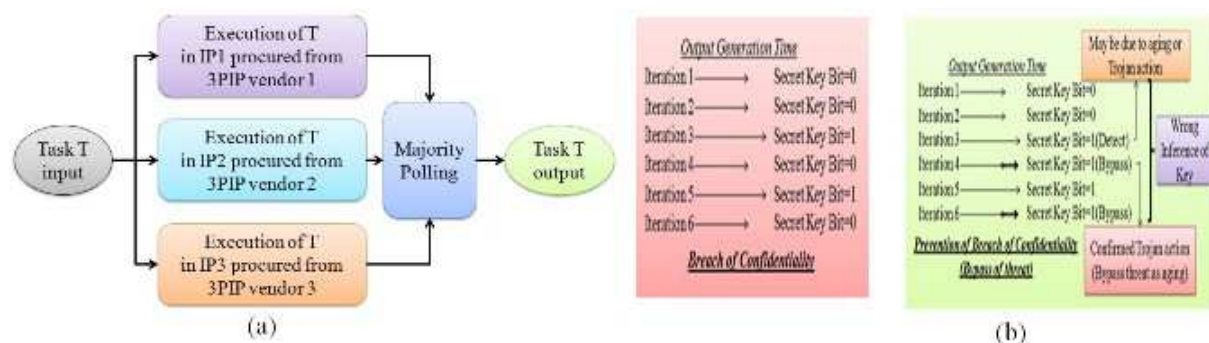 Task T
input
Execution of T
in IP1 procured from
3PIP vendor 1
Execution of T
in IP2 procured from
3PIP vendor 2
Execution of T
in IP3 procured from
3PIP vendor 3
Majority
Polling
Task T
output
(a)
Output Generation Time
Iteration 1 Secret Key Bit=0
Iteration 2 Secret Key Bit=0
Iteration 3 Secret Key Bit=1
Iteration 4 Secret Key Bit=0
Iteration 5 Secret Key Bit=1
Iteration 6 Secret Key Bit=0
Breach of Confidentiality
Output Generation Time
Iteration 1 Secret Key Bit=0
Iteration 2 Secret Key Bit=0
Iteration 3 Secret Key Bit=1(Detect)
Iteration 4 Secret Key Bit=1(Bypass)
Iteration 5 Secret Key Bit=1
Iteration 6 Secret Key Bit=1(Bypass)
Prevention of Breach of Confidentiality
(Bypass of threat)
May be due to aging or
Trojan action
Wrong
Inference of
Key
Confirmed Trojan action
(Bypass threat as aging)
(b)